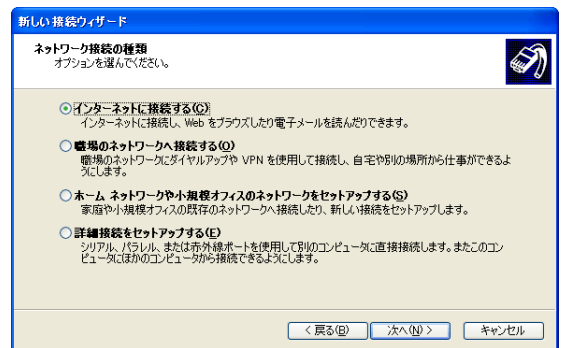 新しい接続ウィザード
ネットワーク接続の種類
オプションを選んでください。
インターネットに接続する(C)
インターネットに接続し、Web をブラウズしたり電子メールを読んだりできます。
職場のネットワークへ接続する(O)
職場のネットワークにダイヤルアップや VPN を使用して接続し、自宅や別の場所から仕事ができるよ
うにします。
ホーム ネットワークや小規模オフィスのネットワークをセットアップする(S)
家庭や小規模オフィスの既存のネットワークへ接続したり、新しい接続をセットアップします。
詳細接続をセットアップする(E)
シリアル、パラレル、または赤外線ポートを使用して別のコンピュータに直接接続します。またこのコン
ピュータにほかのコンピュータから接続できるようにします。
< 戻る(B) 次へ(N) > キャンセル